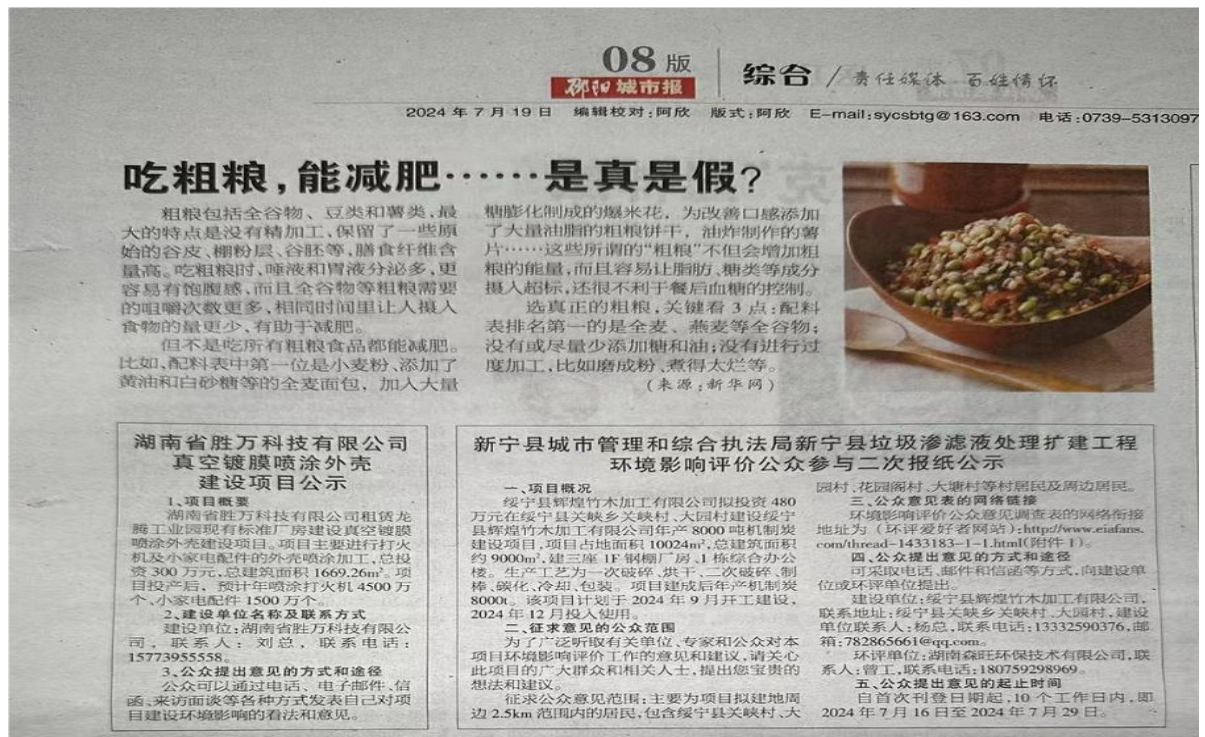 08版
邵阳城市报
综合 / 责任媒体 百姓情怀
2024年7月19日 编辑校对:阿欣 版式:阿欣 E-mail:sycsbtg@163.com 电话:0739-5313097
吃粗粮,能减肥……是真是假?
粗粮包括全谷物、豆类和薯类,最
大的特点是没有精加工,保留了一些原
始的谷皮、棚粉层、谷胚等,膳食纤维含
量高。吃粗粮时,唾液和胃液分泌多,更
容易有饱腹感,而且全谷物等粗粮需要
的咀嚼次数更多,相同时间里让人摄入
食物的量更少,有助于减肥。
但不是吃所有粗粮食品都能减肥。
比如,配料表中第一位是小麦粉、添加了
黄油和白砂糖等的全麦面包,加入大量
糖膨化制成的爆米花,为改善口感添加
了大量油脂的粗粮饼干,油炸制作的薯
片……这些所谓的“粗粮”不但会增加粗
粮的能量,而且容易让脂肪、糖类等成分
摄入超标,还很不利于餐后血糖的控制。
选真正的粗粮,关键看3点:配料
表排名第一的是全麦、燕麦等全谷物;
没有或尽量少添加糖和油;没有进行过
度加工,比如磨成粉、煮得太烂等。
(来源:新华网)
湖南省胜万科技有限公司
真空镀膜喷涂外壳
建设项目公示
1、项目概要
湖南省胜万科技有限公司租赁龙
腾工业园现有标准厂房建设真空镀膜
喷涂外壳建设项目。项目主要进行打火
机及小家电配件的外壳喷涂加工,总投
资300万元,总建筑面积1669.26m²。项
目投产后,预计年喷涂打火机4500万
个、小家电配件1500万个。
2、建设单位名称及联系方式
建设单位:湖南省胜万科技有限公
司,联系人:刘总,联系电话:
15773955558。
3、公众提出意见的方式和途径
公众可以通过电话、电子邮件、信
函、来访面谈等各种方式发表自己对项
目建设环境影响的看法和意见。
新宁县城市管理和综合执法局新宁县垃圾渗滤液处理扩建工程
环境影响评价公众参与二次报纸公示
一、项目概况
绥宁县辉煌竹木加工有限公司拟投资480
万元在绥宁县关峡乡关峡村、大园村建设绥宁
县辉煌竹木加工有限公司年产8000吨机制炭
建设项目,项目占地面积10024m²,总建筑面积
约9000m²,建三座1F钢棚厂房、1栋综合办公
楼。生产工艺为一次破碎、烘干、二次破碎、制
棒、碳化、冷却、包装。项目建成后年产机制炭
8000t。该项目计划于2024年9月开工建设,
2024年12月投入使用。
二、征求意见的公众范围
为了广泛听取有关单位、专家和公众对本
项目环境影响评价工作的意见和建议,请关心
此项目的广大群众和相关人士,提出您宝贵的
想法和建议。
征求公众意见范围:主要为项目拟建地周
边2.5km范围内的居民,包含绥宁县关峡村、大
园村、花园阁村、大塘村等村居民及周边居民。
三、公众意见表的网络链接
环境影响评价公众意见调查表的网络衔接
地址为(环评爱好者网站):http://www.eiafans.
com/thread-1433183-1-1.html(附件1)。
四、公众提出意见的方式和途径
可采取电话、邮件和信函等方式,向建设单
位或环评单位提出。
建设单位:绥宁县辉煌竹木加工有限公司,
联系地址:绥宁县关峡乡关峡村、大园村,建设
单位联系人:杨总,联系电话:13332590376,邮
箱:782865661@qq.com。
环评单位:湖南森旺环保技术有限公司,联
系人:曾工,联系电话:180759298969。
五、公众提出意见的起止时间
自首次刊登日期起,10个工作日内,即
2024年7月16日至2024年7月29日。